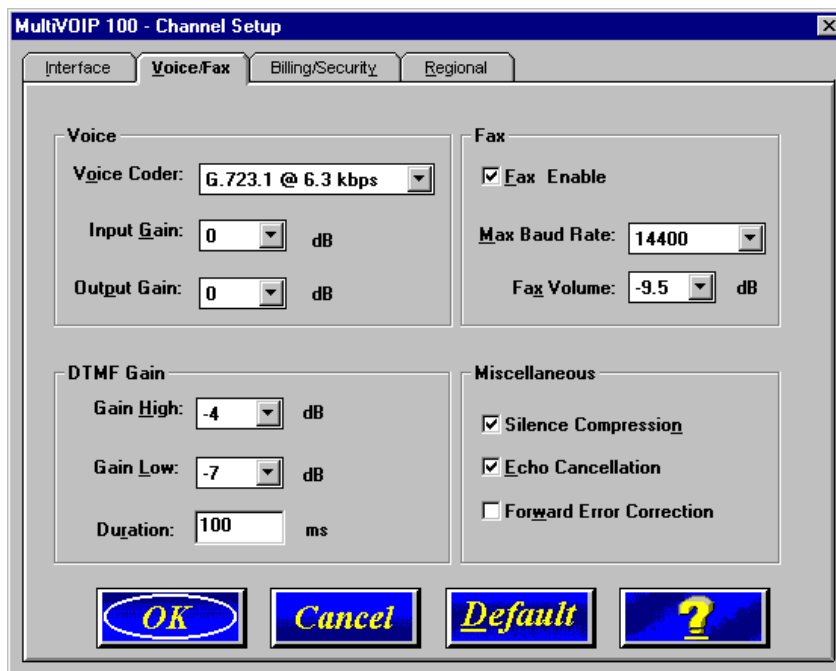 MultiVOIP 100 - Channel Setup
Interface
Voice/Fax
Billing/Security
Regional
Voice
Voice Coder: G.723.1 @ 6.3 kbps
Input Gain: 0 dB
Output Gain: 0 dB
Fax
Fax Enable
Max Baud Rate: 14400
Fax Volume: -9.5 dB
DTMF Gain
Gain High: -4 dB
Gain Low: -7 dB
Duration: 100 ms
Miscellaneous
Silence Compression
Echo Cancellation
Forward Error Correction
OK
Cancel
Default
?